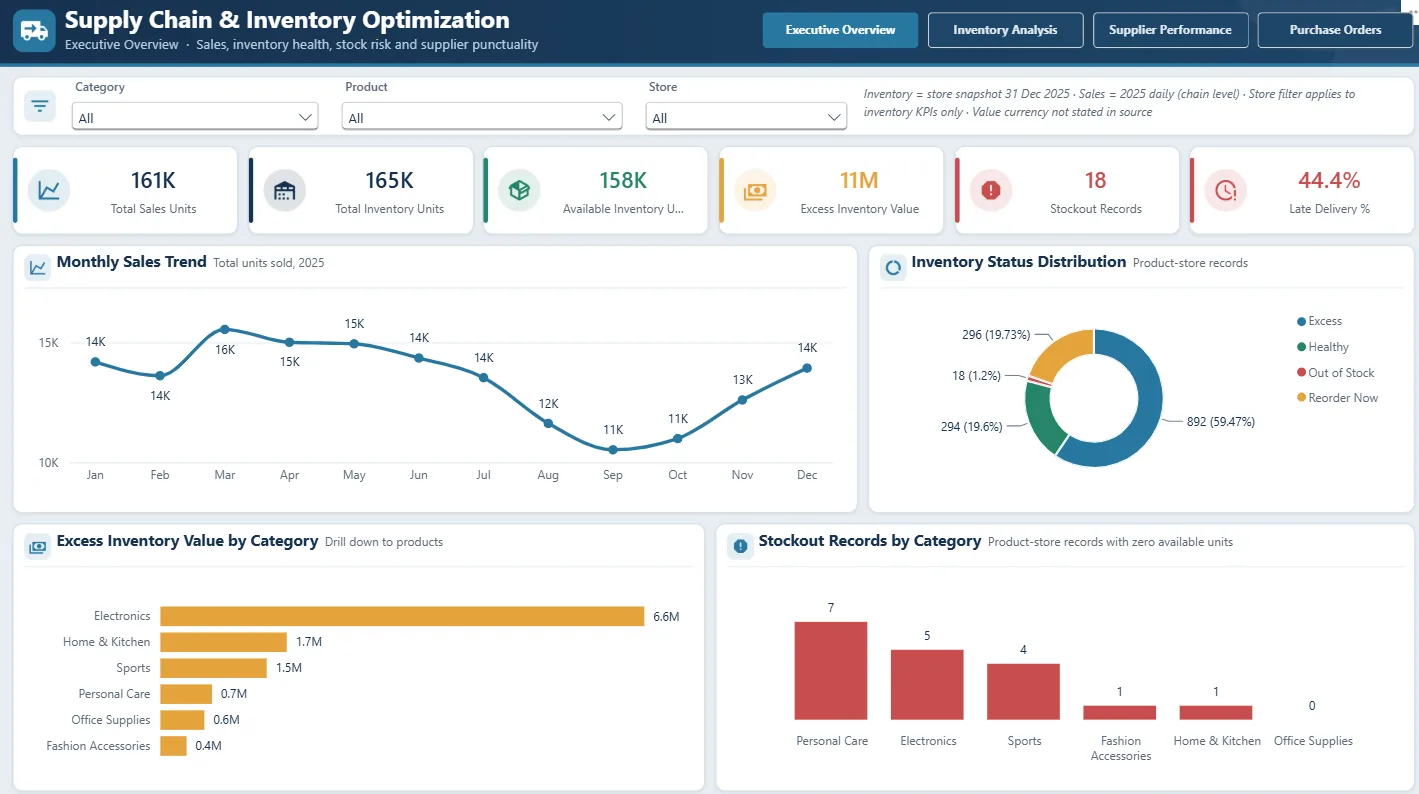 Supply Chain & Inventory Optimization
Executive Overview · Sales, inventory health, stock risk and supplier punctuality
Executive Overview
Inventory Analysis
Supplier Performance
Purchase Orders
Category
All
Product
All
Store
All
Inventory = store snapshot 31 Dec 2025 · Sales = 2025 daily (chain level) · Store filter applies to
inventory KPIs only · Value currency not stated in source
161K
Total Sales Units
165K
Total Inventory Units
158K
Available Inventory U...
11M
Excess Inventory Value
18
Stockout Records
44.4%
Late Delivery %
Monthly Sales Trend Total units sold, 2025
15K
10K
14K
14K
16K
15K
15K
14K
14K
12K
11K
11K
13K
14K
Jan Feb Mar Apr May Jun Jul Aug Sep Oct Nov Dec
Inventory Status Distribution Product-store records
296 (19.73%)
18 (1.2%)
294 (19.6%)
892 (59.47%)
Excess
Healthy
Out of Stock
Reorder Now
Excess Inventory Value by Category Drill down to products
Electronics 6.6M
Home & Kitchen 1.7M
Sports 1.5M
Personal Care 0.7M
Office Supplies 0.6M
Fashion Accessories 0.4M
Stockout Records by Category Product-store records with zero available units
7
5
4
1
1
0
Personal Care
Electronics
Sports
Fashion
Accessories
Home & Kitchen
Office Supplies